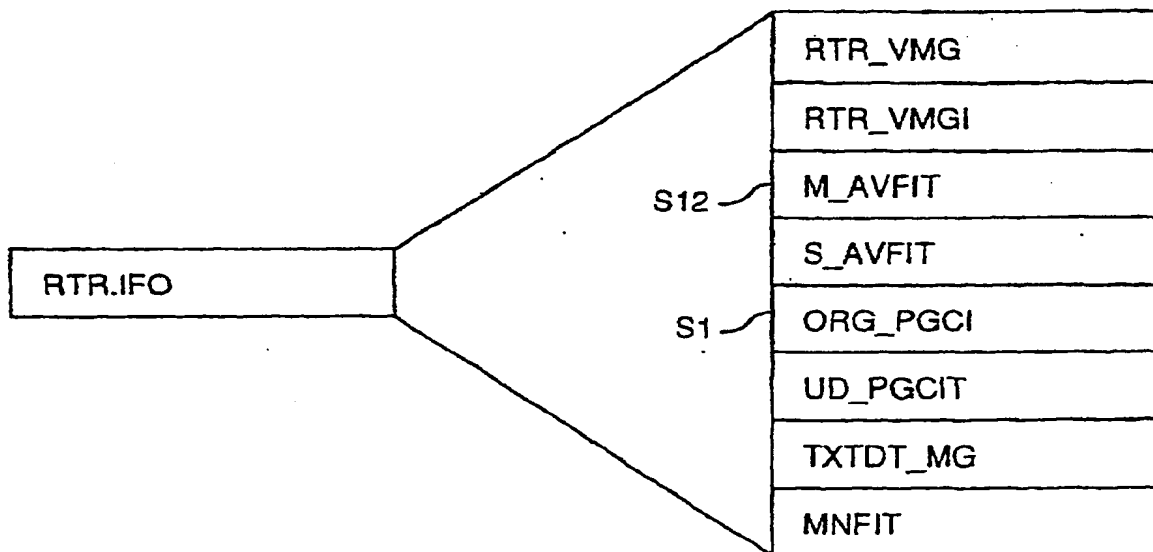 RTR_VMG
RTR_VMGI
S12
M_AVFIT
S_AVFIT
RTR.IFO
S1
ORG_PGCI
UD_PGCIT
TXTDT_MG
MNFIT